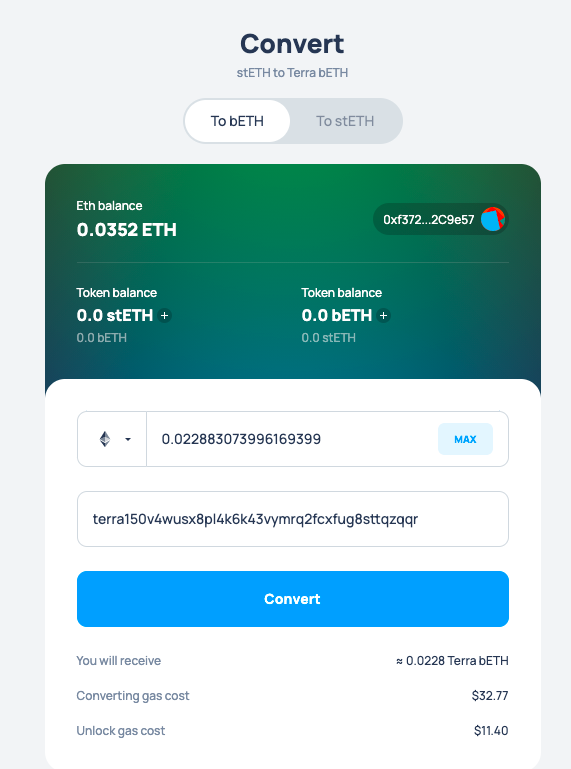 Convert
stETH to Terra bETH
To bETH To stETH
Eth balance
0.0352 ETH
0xf372...2C9e57
Token balance Token balance
0.0 stETH + 0.0 bETH +
0.0 bETH 0.0 stETH
0.022883073996169399 MAX
terra150v4wusx8pl4k6k43vymrq2fcxfug8sttqzqqr
Convert
You will receive ≈ 0.0228 Terra bETH
Converting gas cost $32.77
Unlock gas cost $11.40